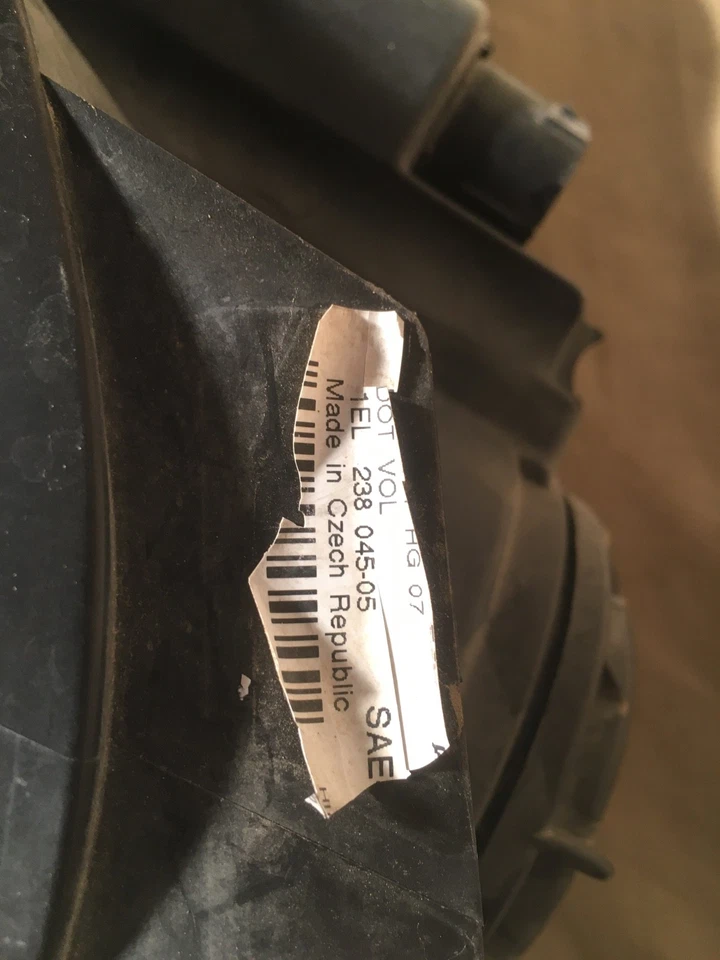 HG 07
DOT VOL
1EL 238 045-05
SAE
Made in Czech Republic